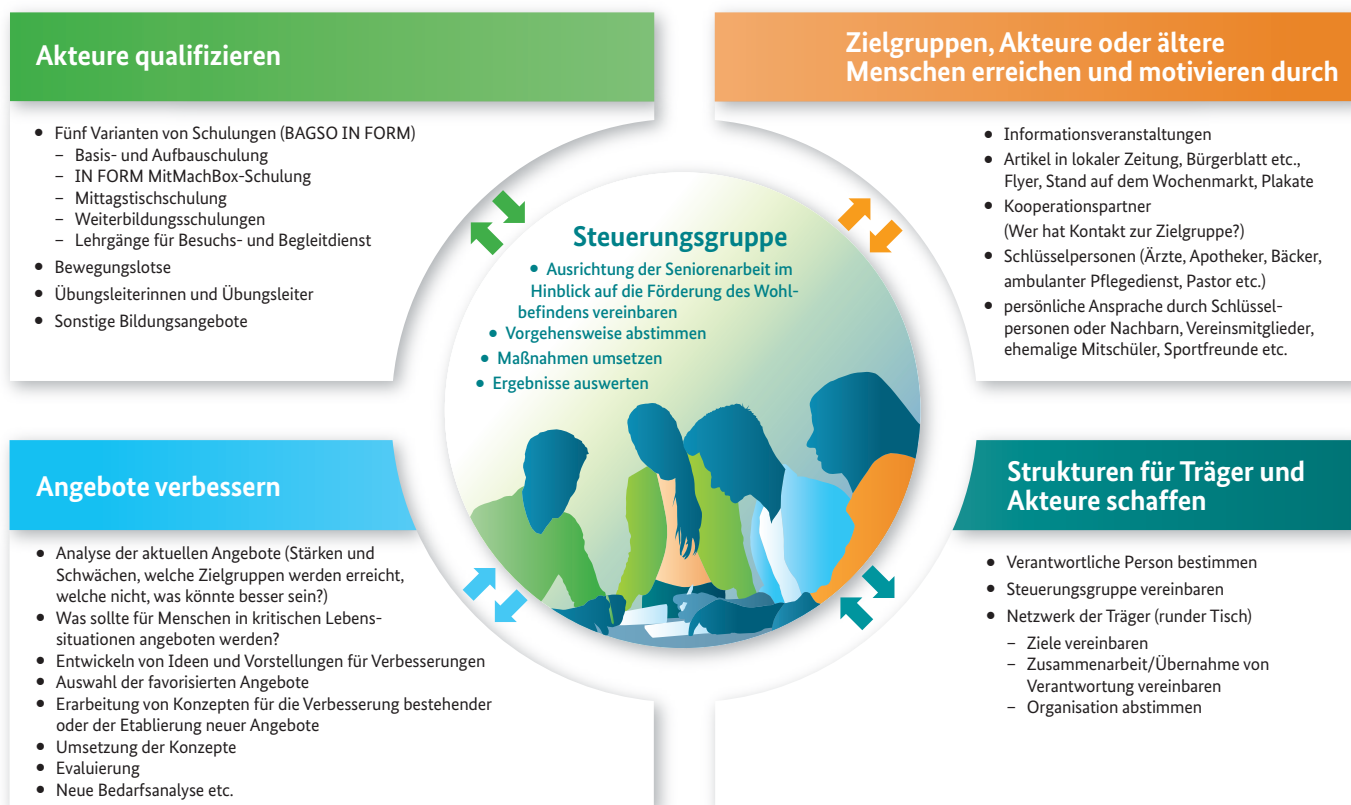 Akteure qualifizieren
• Fünf Varianten von Schulungen (BAGSO IN FORM)
– Basis- und Aufbauschulung
– IN FORM MitMachBox-Schulung
– Mittagstischschulung
– Weiterbildungsschulungen
– Lehrgänge für Besuchs- und Begleitdienst
• Bewegungslotse
• Übungsleiterinnen und Übungsleiter
• Sonstige Bildungsangebote
Zielgruppen, Akteure oder ältere
Menschen erreichen und motivieren durch
• Informationsveranstaltungen
• Artikel in lokaler Zeitung, Bürgerblatt etc.,
Flyer, Stand auf dem Wochenmarkt, Plakate
• Kooperationspartner
(Wer hat Kontakt zur Zielgruppe?)
• Schlüsselpersonen (Ärzte, Apotheker, Bäcker,
ambulanter Pflegedienst, Pastor etc.)
• persönliche Ansprache durch Schlüssel-
personen oder Nachbarn, Vereinsmitglieder,
ehemalige Mitschüler, Sportfreunde etc.
Steuerungsgruppe
• Ausrichtung der Seniorenarbeit im
Hinblick auf die Förderung des Wohl-
befindens vereinbaren
• Vorgehensweise abstimmen
• Maßnahmen umsetzen
• Ergebnisse auswerten
Angebote verbessern
• Analyse der aktuellen Angebote (Stärken und
Schwächen, welche Zielgruppen werden erreicht,
welche nicht, was könnte besser sein?)
• Was sollte für Menschen in kritischen Lebens-
situationen angeboten werden?
• Entwickeln von Ideen und Vorstellungen für Verbesserungen
• Auswahl der favorisierten Angebote
• Erarbeitung von Konzepten für die Verbesserung bestehender
oder der Etablierung neuer Angebote
• Umsetzung der Konzepte
• Evaluierung
• Neue Bedarfsanalyse etc.
Strukturen für Träger und
Akteure schaffen
• Verantwortliche Person bestimmen
• Steuerungsgruppe vereinbaren
• Netzwerk der Träger (runder Tisch)
– Ziele vereinbaren
– Zusammenarbeit/Übernahme von
Verantwortung vereinbaren
– Organisation abstimmen